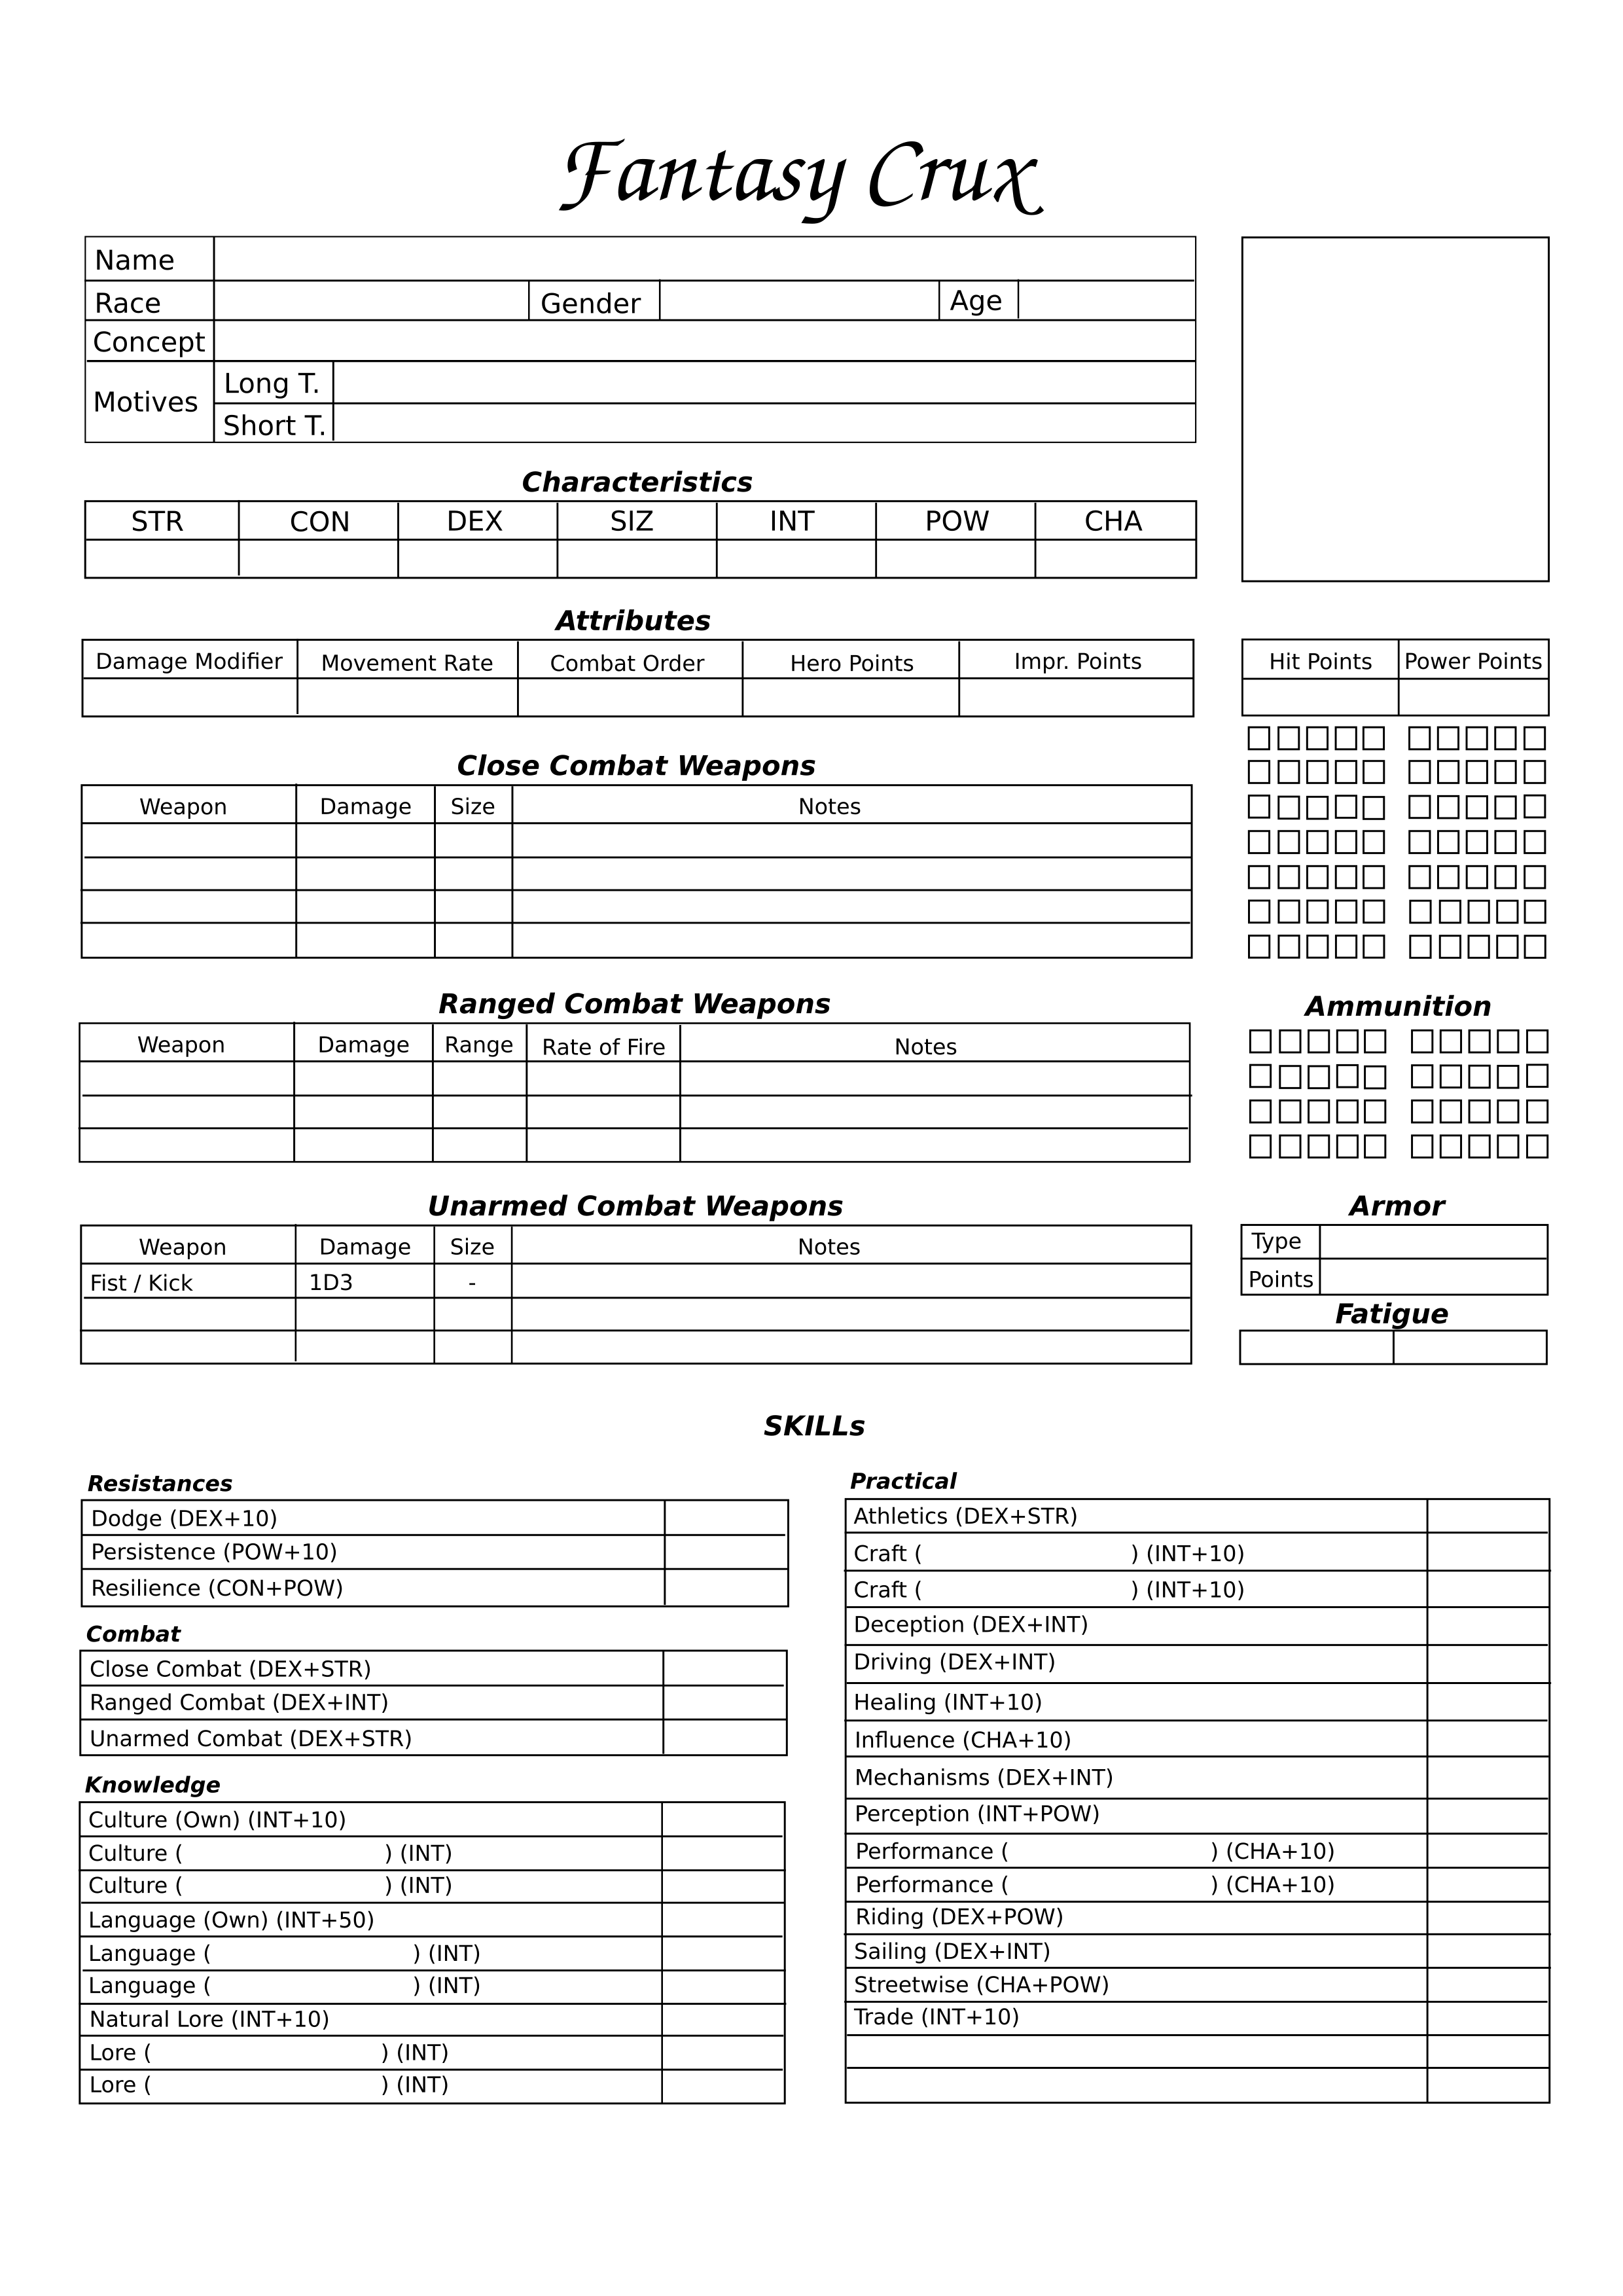 Fantasy Crux
Name
Race Gender Age
Concept
Motives
Long T.
Short T.
Characteristics
STR CON DEX SIZ INT POW CHA
Attributes
Damage Modifier Movement Rate Combat Order Hero Points Impr. Points
Hit Points Power Points
Close Combat Weapons
Weapon Damage Size Notes
Ranged Combat Weapons
Weapon Damage Range Rate of Fire Notes
Ammunition
Unarmed Combat Weapons
Weapon Damage Size Notes
Fist / Kick 1D3 -
Armor
Type
Points
Fatigue
SKILLs
Resistances
Dodge (DEX+10)
Persistence (POW+10)
Resilience (CON+POW)
Combat
Close Combat (DEX+STR)
Ranged Combat (DEX+INT)
Unarmed Combat (DEX+STR)
Knowledge
Culture (Own) (INT+10)
Culture ( ) (INT)
Culture ( ) (INT)
Language (Own) (INT+50)
Language ( ) (INT)
Language ( ) (INT)
Natural Lore (INT+10)
Lore ( ) (INT)
Lore ( ) (INT)
Practical
Athletics (DEX+STR)
Craft ( ) (INT+10)
Craft ( ) (INT+10)
Deception (DEX+INT)
Driving (DEX+INT)
Healing (INT+10)
Influence (CHA+10)
Mechanisms (DEX+INT)
Perception (INT+POW)
Performance ( ) (CHA+10)
Performance ( ) (CHA+10)
Riding (DEX+POW)
Sailing (DEX+INT)
Streetwise (CHA+POW)
Trade (INT+10)